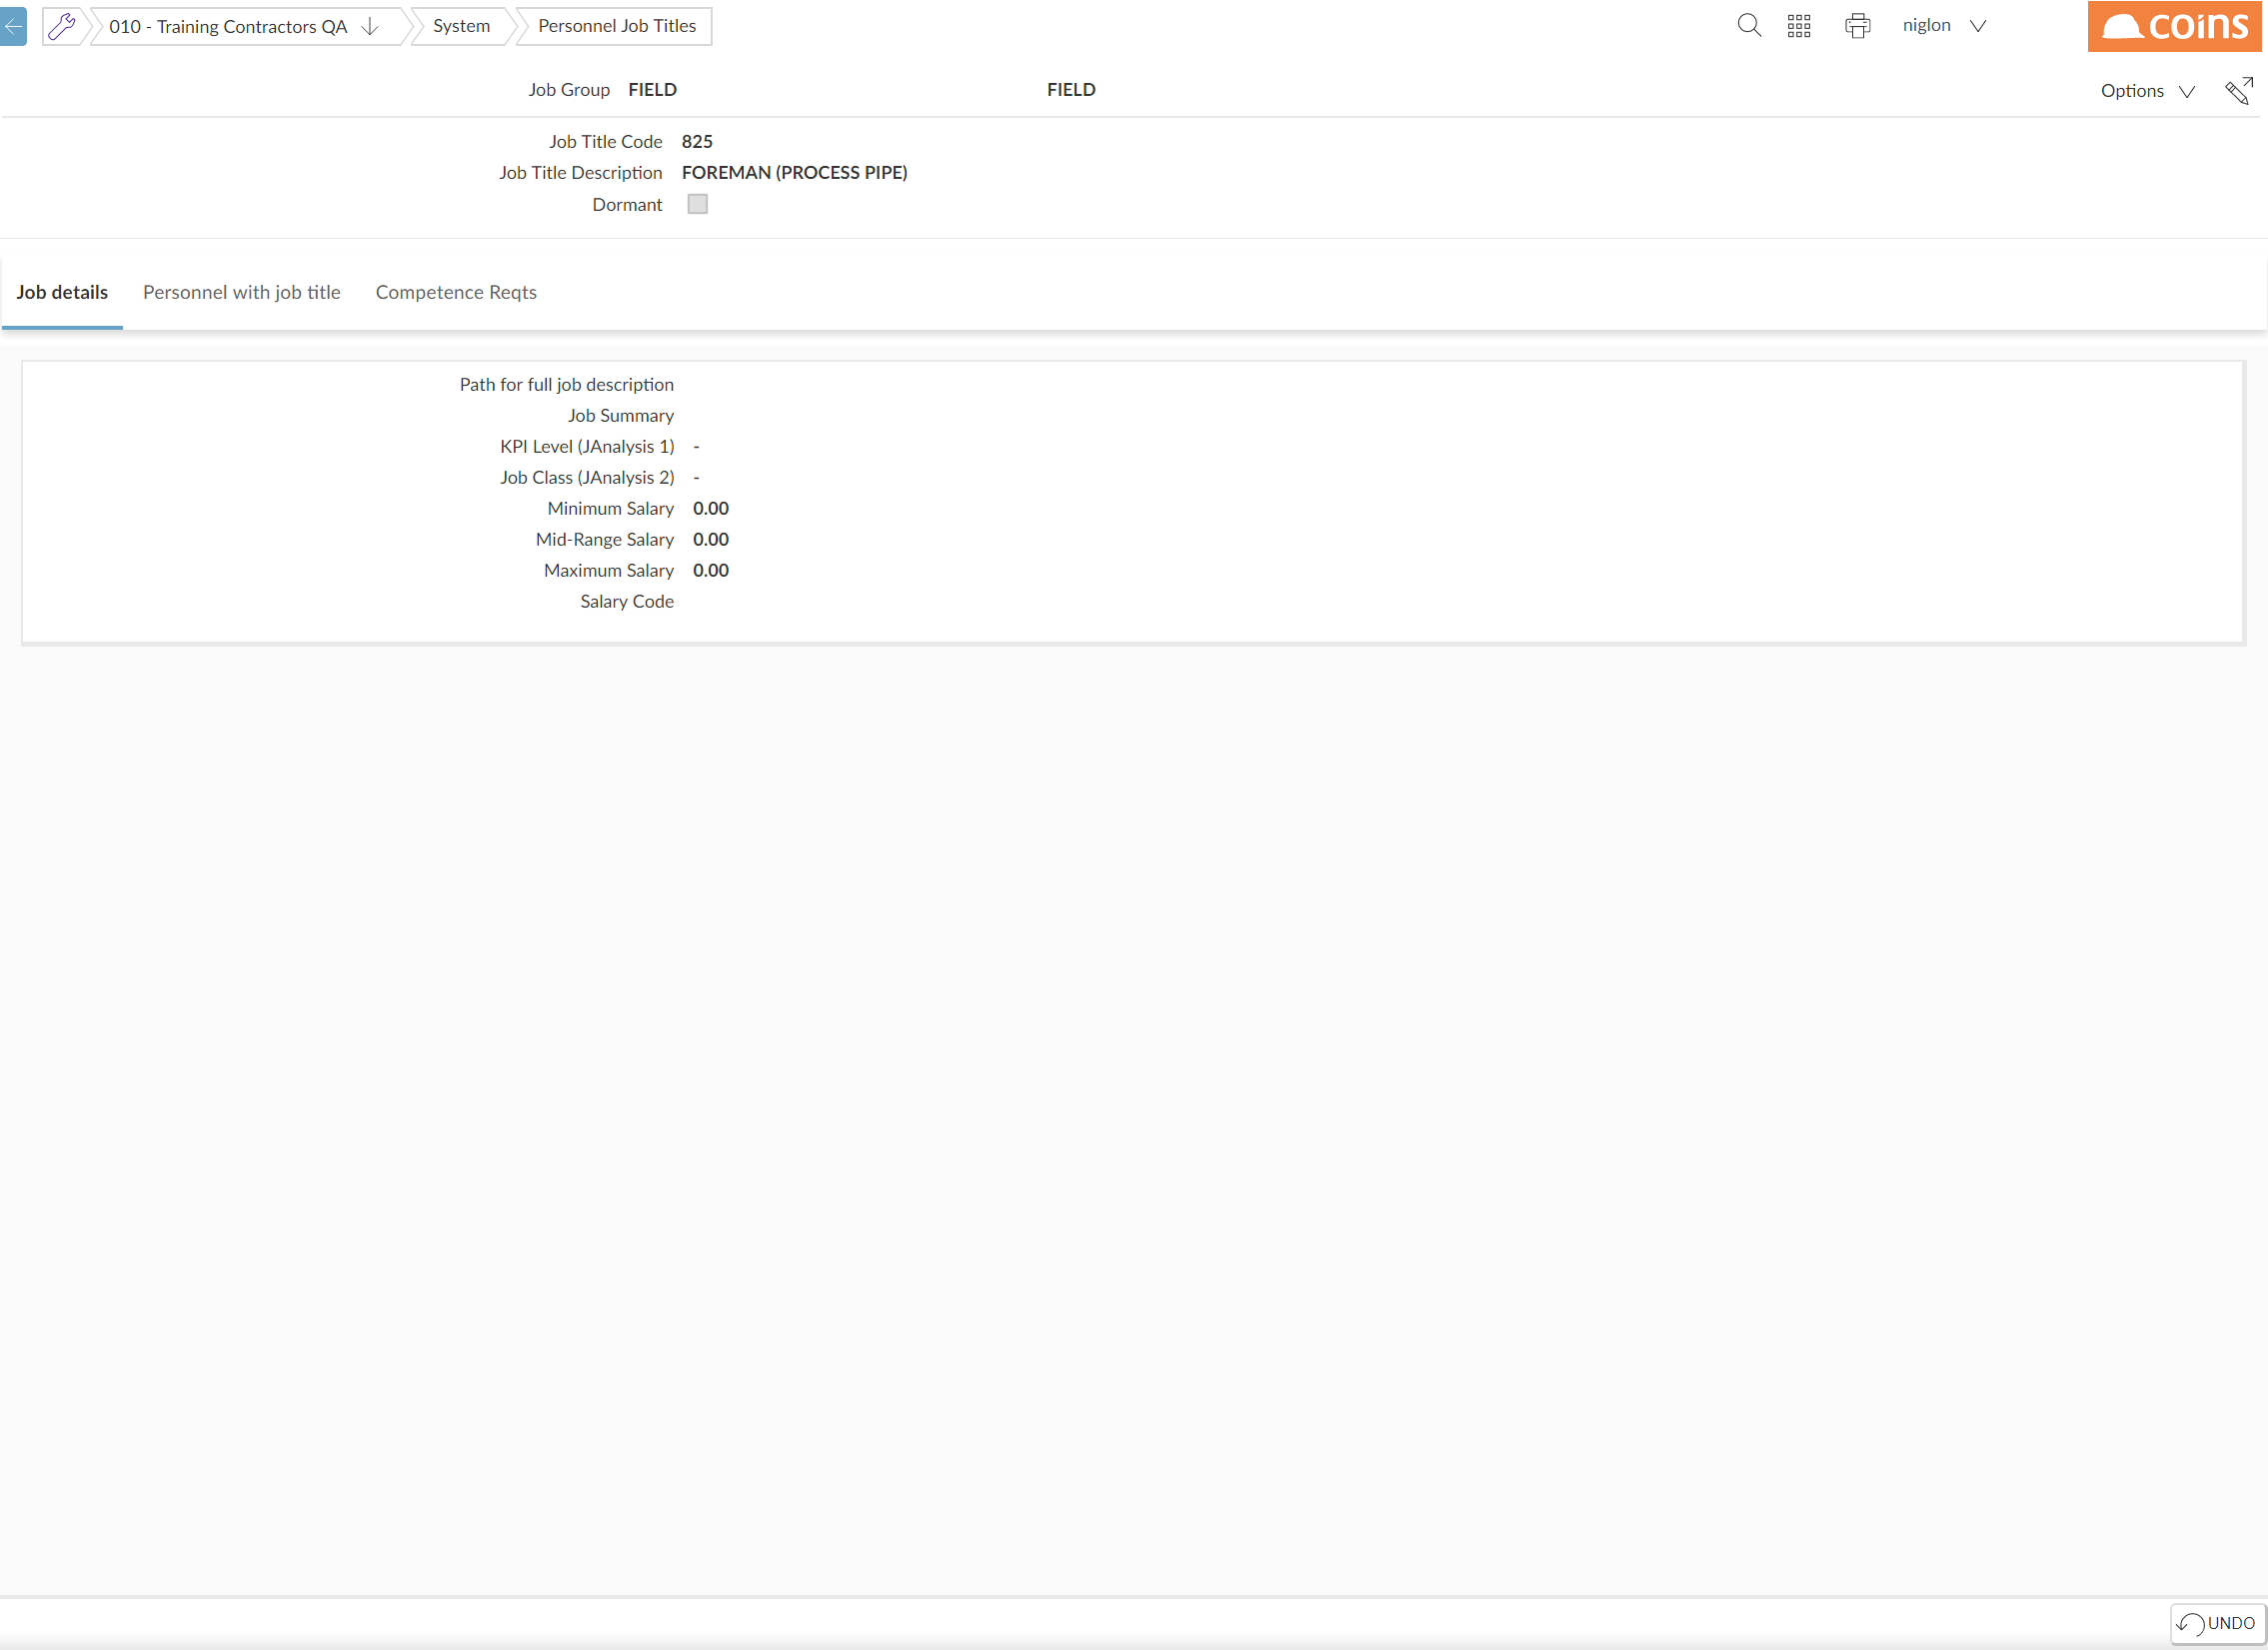 010 - Training Contractors QA
System
Personnel Job Titles
niglon
coins
Job Group FIELD FIELD
Options
Job Title Code 825
Job Title Description FOREMAN (PROCESS PIPE)
Dormant
Job details Personnel with job title Competence Reqts
Path for full job description
Job Summary
KPI Level (JAnalysis 1) -
Job Class (JAnalysis 2) -
Minimum Salary 0.00
Mid-Range Salary 0.00
Maximum Salary 0.00
Salary Code
UNDO